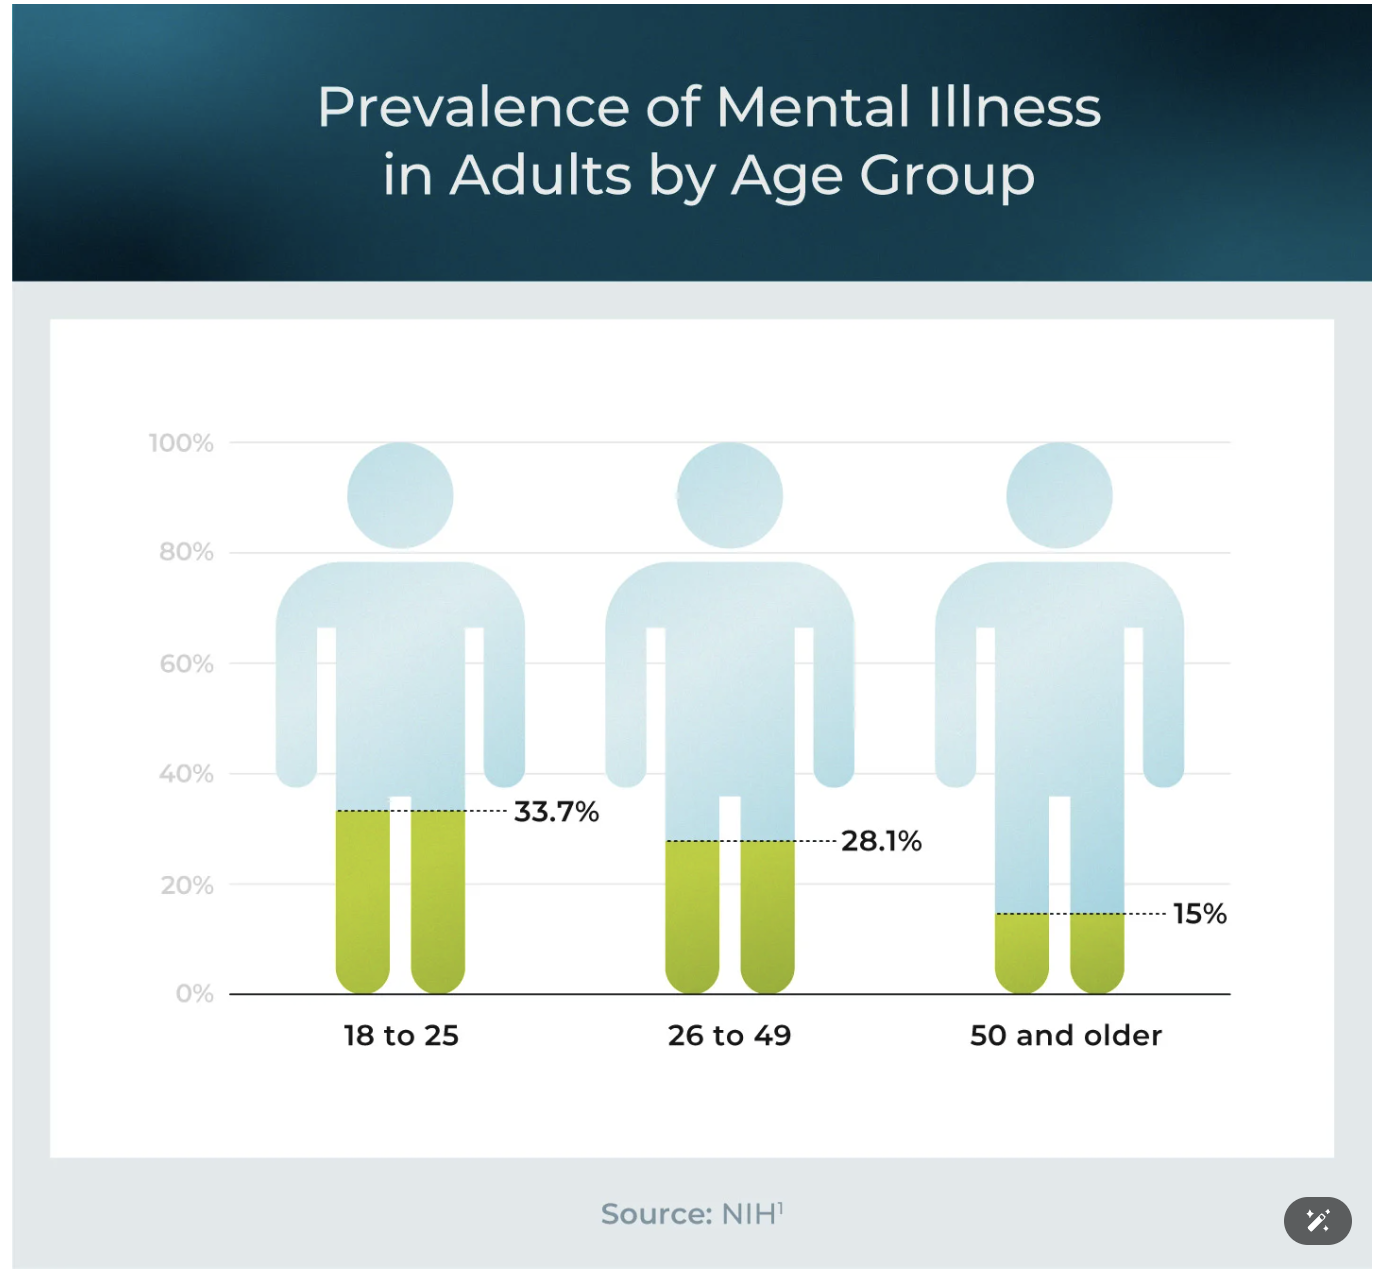 Prevalence of Mental Illness
in Adults by Age Group
100%
80%
60%
40%
33.7%
28.1%
20%
15%
0%
18 to 25
26 to 49
50 and older
Source: NIH¹